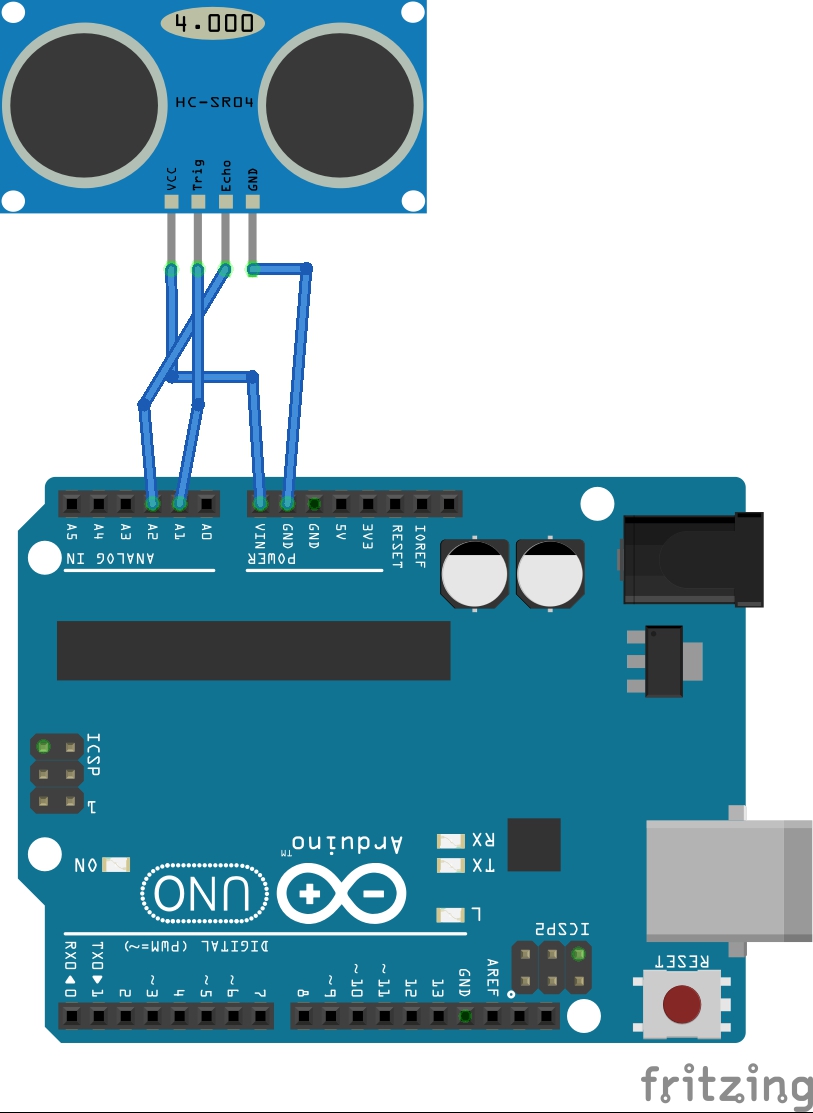 4.000
HC-SR04
VCC Trig Echo GND
A5 A4 A3 A2 A1 A0 VIN GND GND 5V 3V3 RESET IOREF
ANALOG IN POWER
ICSP
1
Arduino
TM
RX
ON
TX
UNO
L
DIGITAL (PWM=~)
ICSP2
RESET
RX0◄0 TX0►1 2 ~3 4 ~5 ~6 7 8 ~9 ~10 ~11 12 13 GND AREF
fritzing